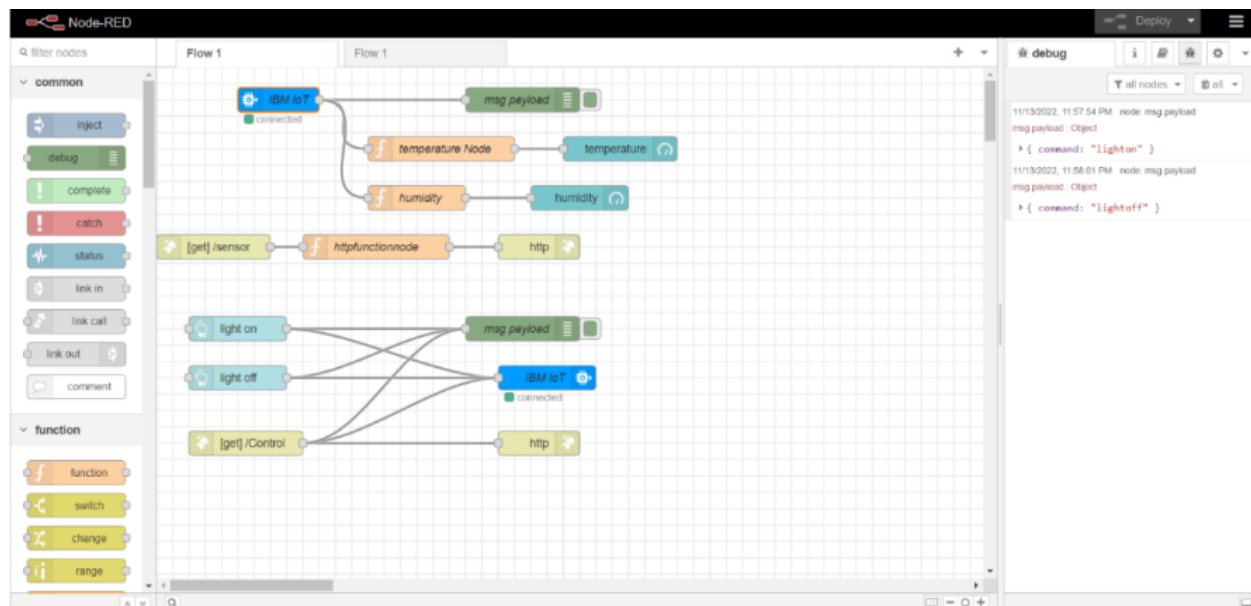 Node-RED
Deploy
filter nodes
Flow 1
Flow 1
debug
i
all nodes
all
common
inject
debug
complete
catch
status
link in
link call
link out
comment
function
function
switch
change
range
IBM IoT
connected
msg payload
temperature Node
temperature
humidity
humidity
[get] /sensor
httpfunctionnode
http
light on
msg payload
light off
IBM IoT
connected
[get] /Control
http
11/13/2022, 11:57:54 PM node: msg payload
msg.payload : Object
{ command: "lighton" }
11/13/2022, 11:58:01 PM node: msg payload
msg.payload : Object
{ command: "lightoff" }